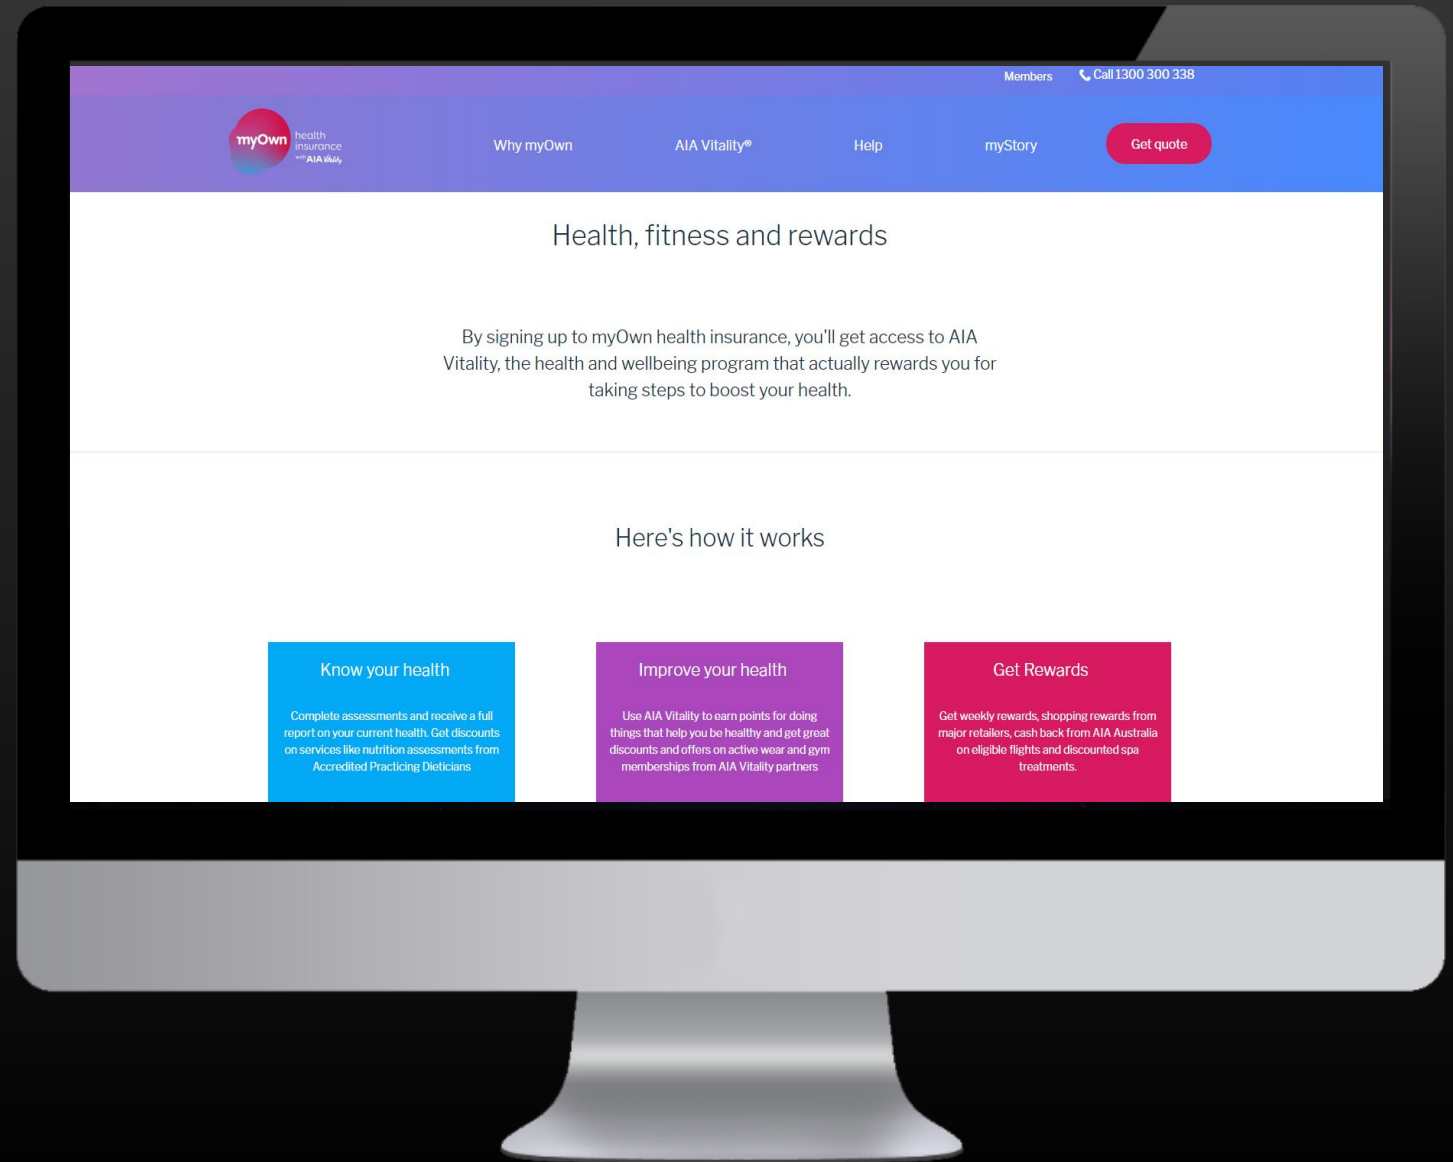 Members Call 1300 300 338
myOwn health insurance with AIA Vitality
Why myOwn
AIA Vitality®
Help
myStory
Get quote
Health, fitness and rewards
By signing up to myOwn health insurance, you'll get access to AIA
Vitality, the health and wellbeing program that actually rewards you for
taking steps to boost your health.
Here's how it works
Know your health
Complete assessments and receive a full
report on your current health. Get discounts
on services like nutrition assessments from
Accredited Practicing Dieticians
Improve your health
Use AIA Vitality to earn points for doing
things that help you be healthy and get great
discounts and offers on active wear and gym
memberships from AIA Vitality partners
Get Rewards
Get weekly rewards, shopping rewards from
major retailers, cash back from AIA Australia
on eligible flights and discounted spa
treatments.